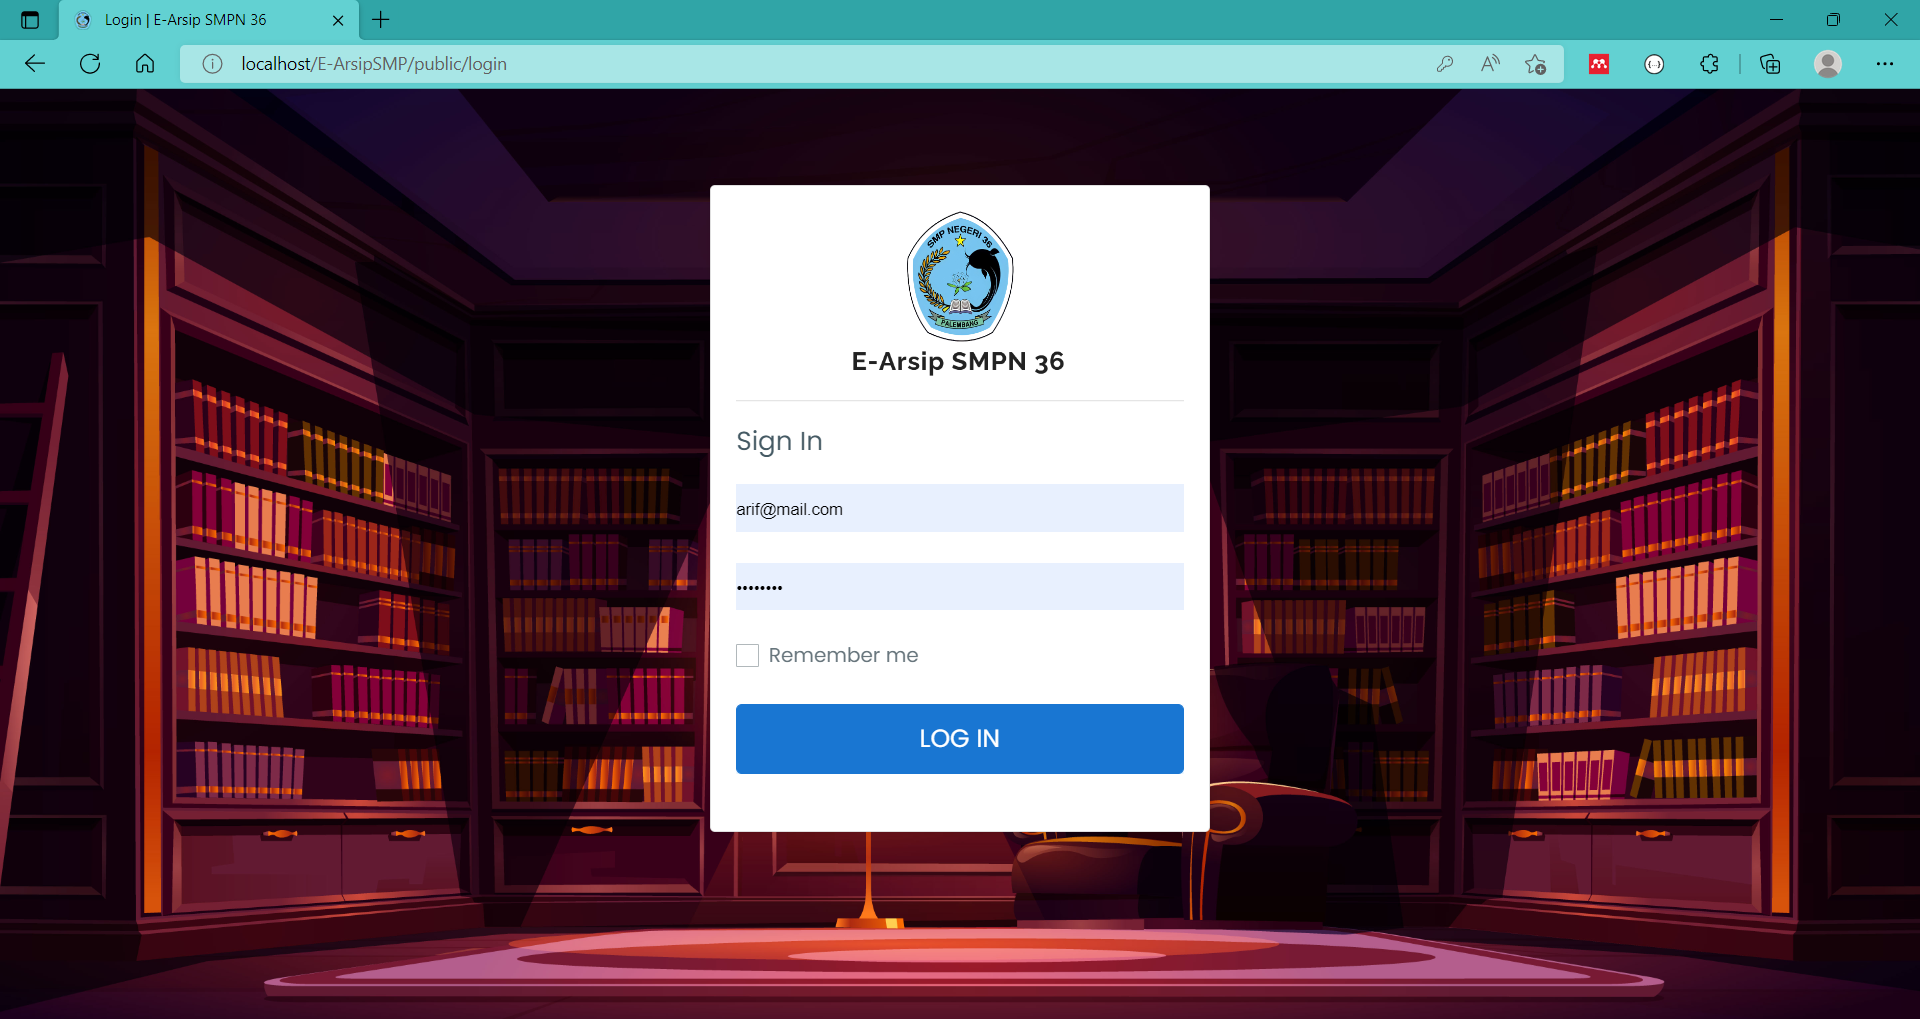 Login | E-Arsip SMPN 36
localhost/E-ArsipSMP/public/login
SMP NEGERI 36
PALEMBANG
E-Arsip SMPN 36
Sign In
arif@mail.com
••••••••
Remember me
LOG IN